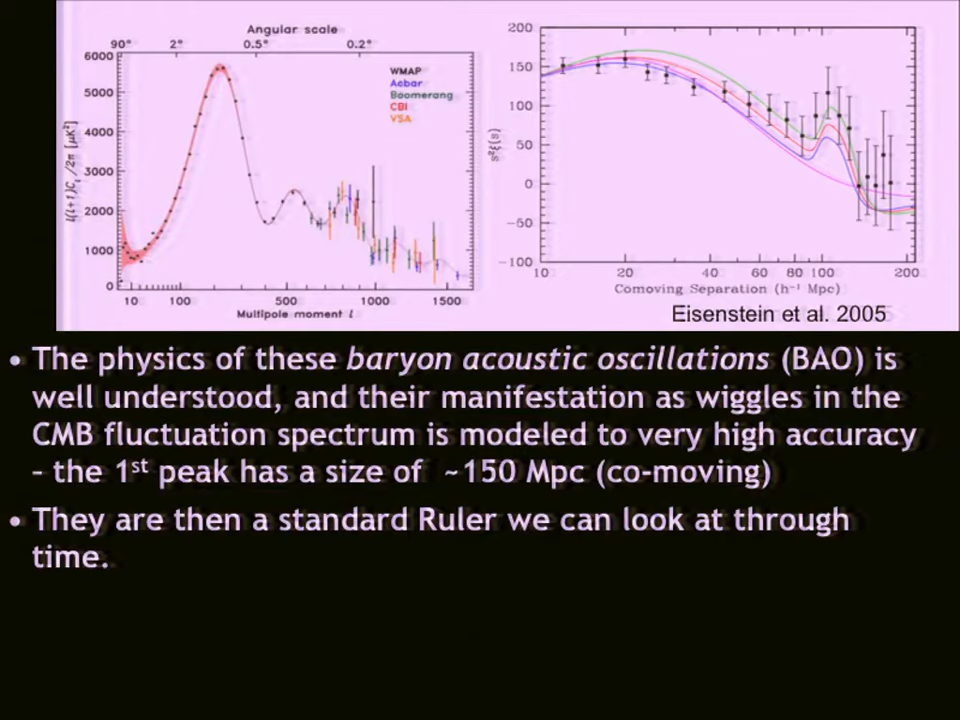 Angular scale
90° 2° 0.5° 0.2°
6000
5000
4000
3000
2000
1000
0
l(l+1)Cl/2π [μK²]
WMAP
Acbar
Boomerang
CBI
VSA
10 100 500 1000 1500
Multipole moment l
200
150
100
50
0
-50
-100
s²ξ(s)
10 20 40 60 80 100 200
Comoving Separation (h⁻¹ Mpc)
Eisenstein et al. 2005
• The physics of these baryon acoustic oscillations (BAO) is
well understood, and their manifestation as wiggles in the
CMB fluctuation spectrum is modeled to very high accuracy
– the 1st peak has a size of ~150 Mpc (co-moving)
• They are then a standard Ruler we can look at through
time.